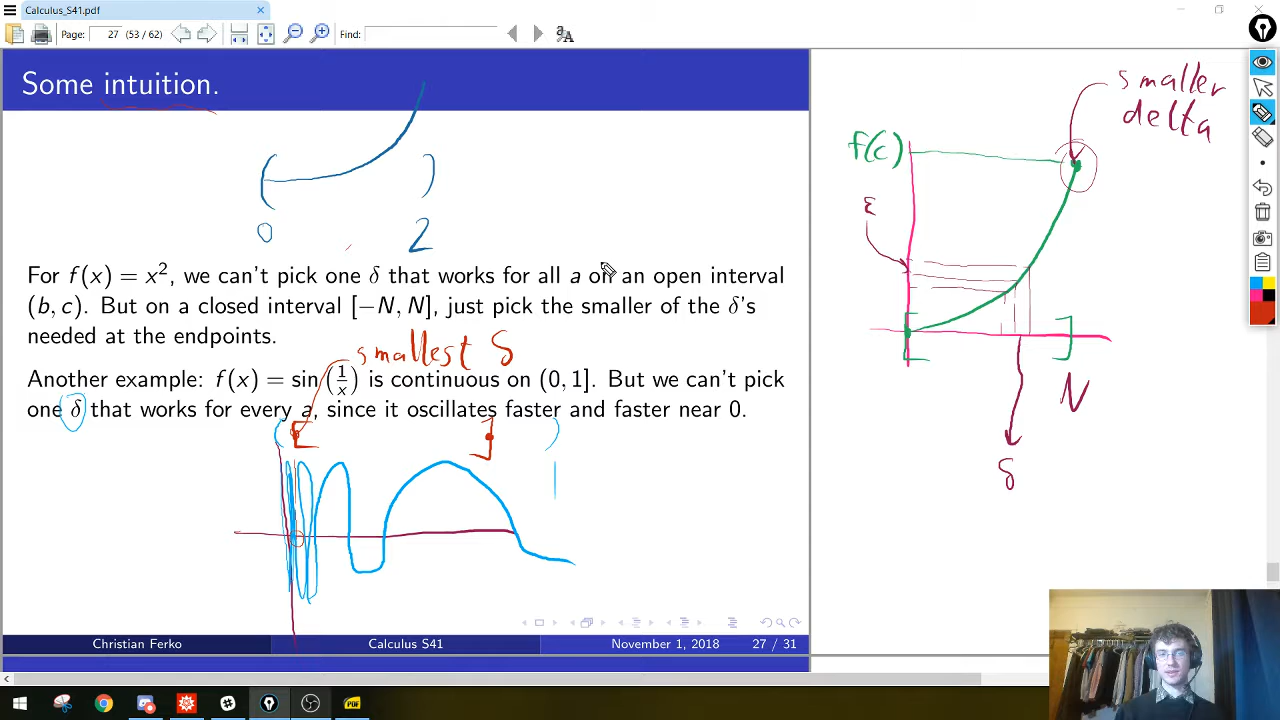 Calculus_S41.pdf
Page: 27 (53 / 62) Find:
Some intuition.
0 2
For f(x) = x², we can't pick one δ that works for all a on an open interval
(b, c). But on a closed interval [−N, N], just pick the smaller of the δ's
needed at the endpoints.
smallest δ
Another example: f(x) = sin(1/x) is continuous on (0, 1]. But we can't pick
one δ that works for every a, since it oscillates faster and faster near 0.
1
Christian Ferko Calculus S41 November 1, 2018 27 / 31
smaller
delta
f(c)
ε
N
δ